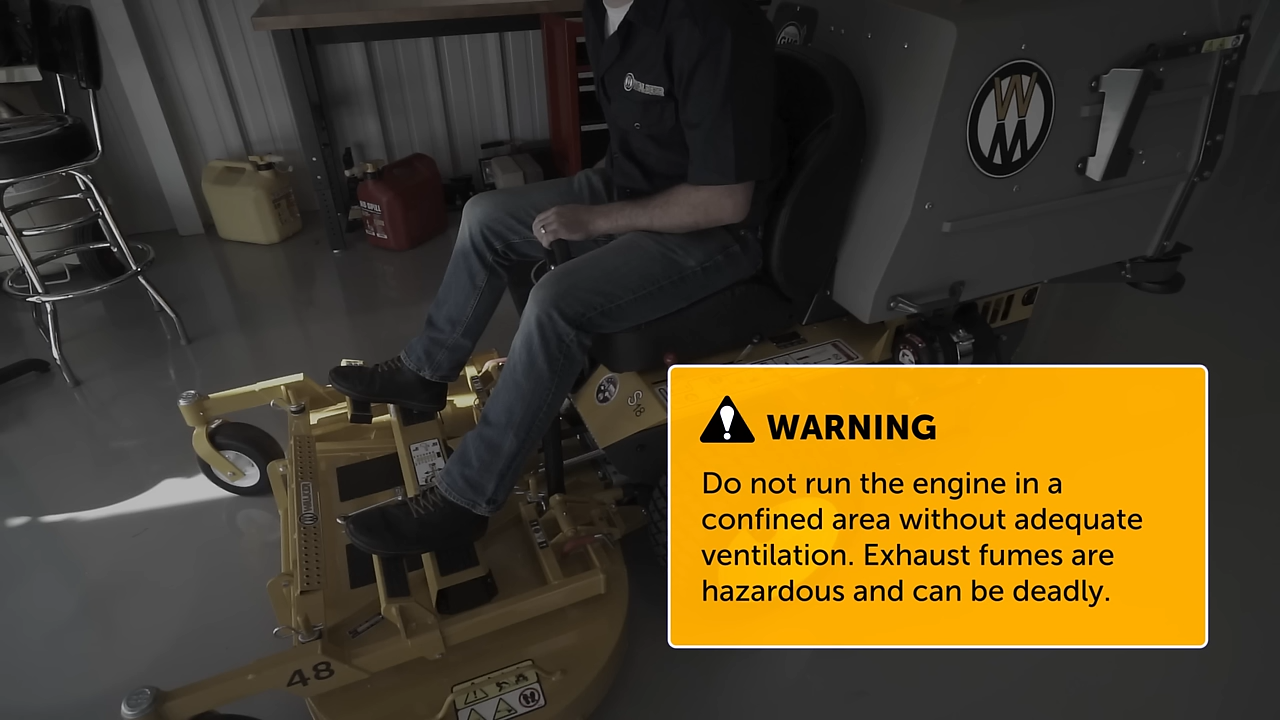 WM
WARNING
Do not run the engine in a
confined area without adequate
ventilation. Exhaust fumes are
hazardous and can be deadly.
S18
48